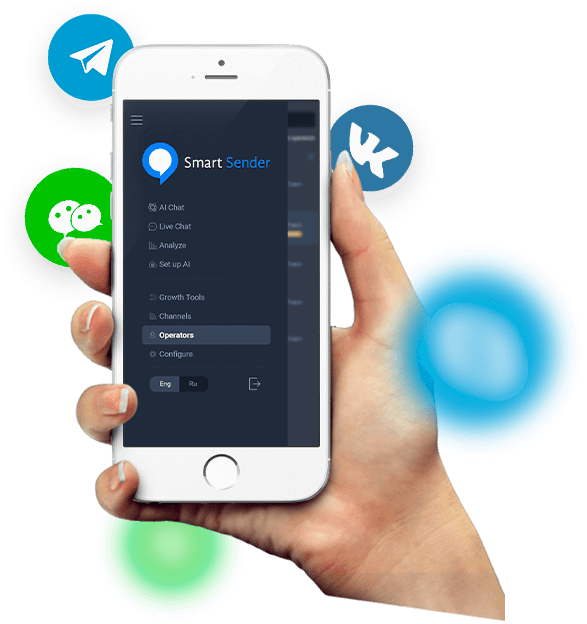 Smart Sender
AI Chat
Live Chat
Analyze
Set up AI
Growth Tools
Channels
Operators
Configure
Eng Ru